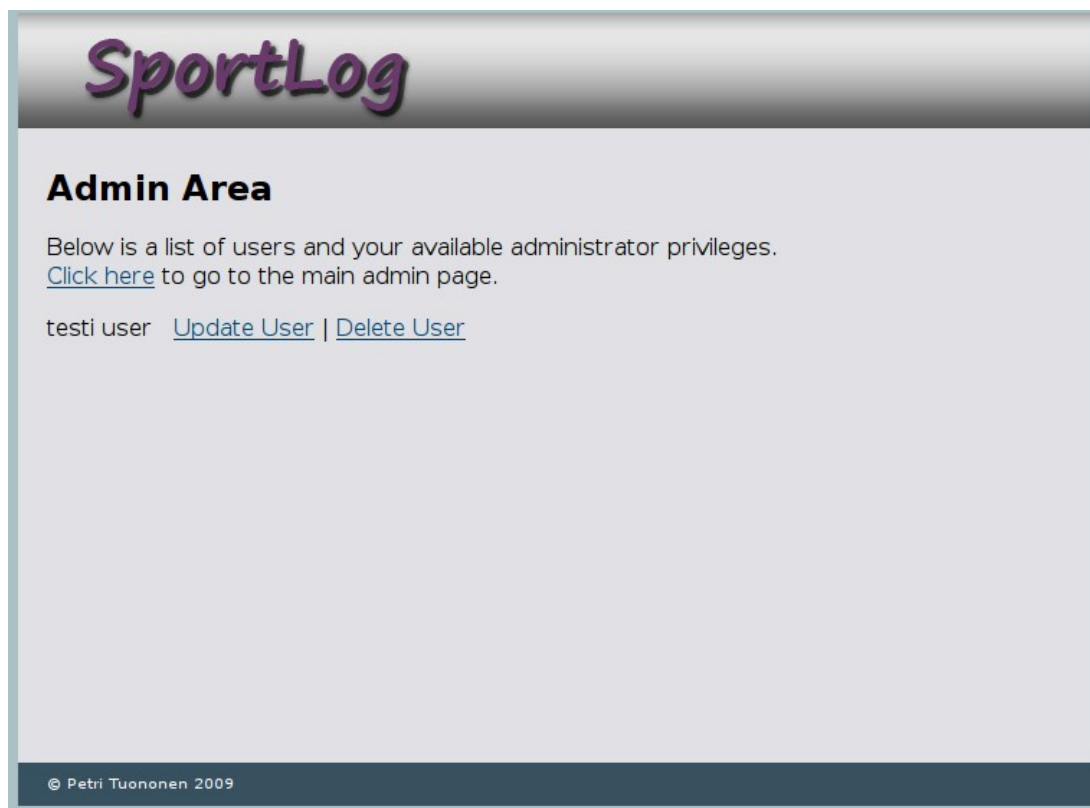 SportLog
Admin Area
Below is a list of users and your available administrator privileges.
Click here to go to the main admin page.
testi user Update User | Delete User
© Petri Tuononen 2009